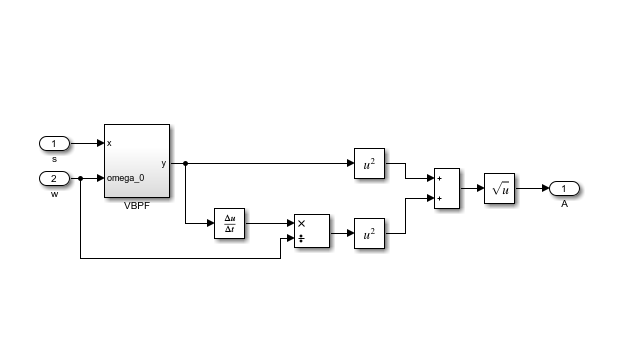 1
s
2
w
x
omega_0
y
VBPF
Δu
Δt
×
÷
u²
u²
+
+
√u
1
A